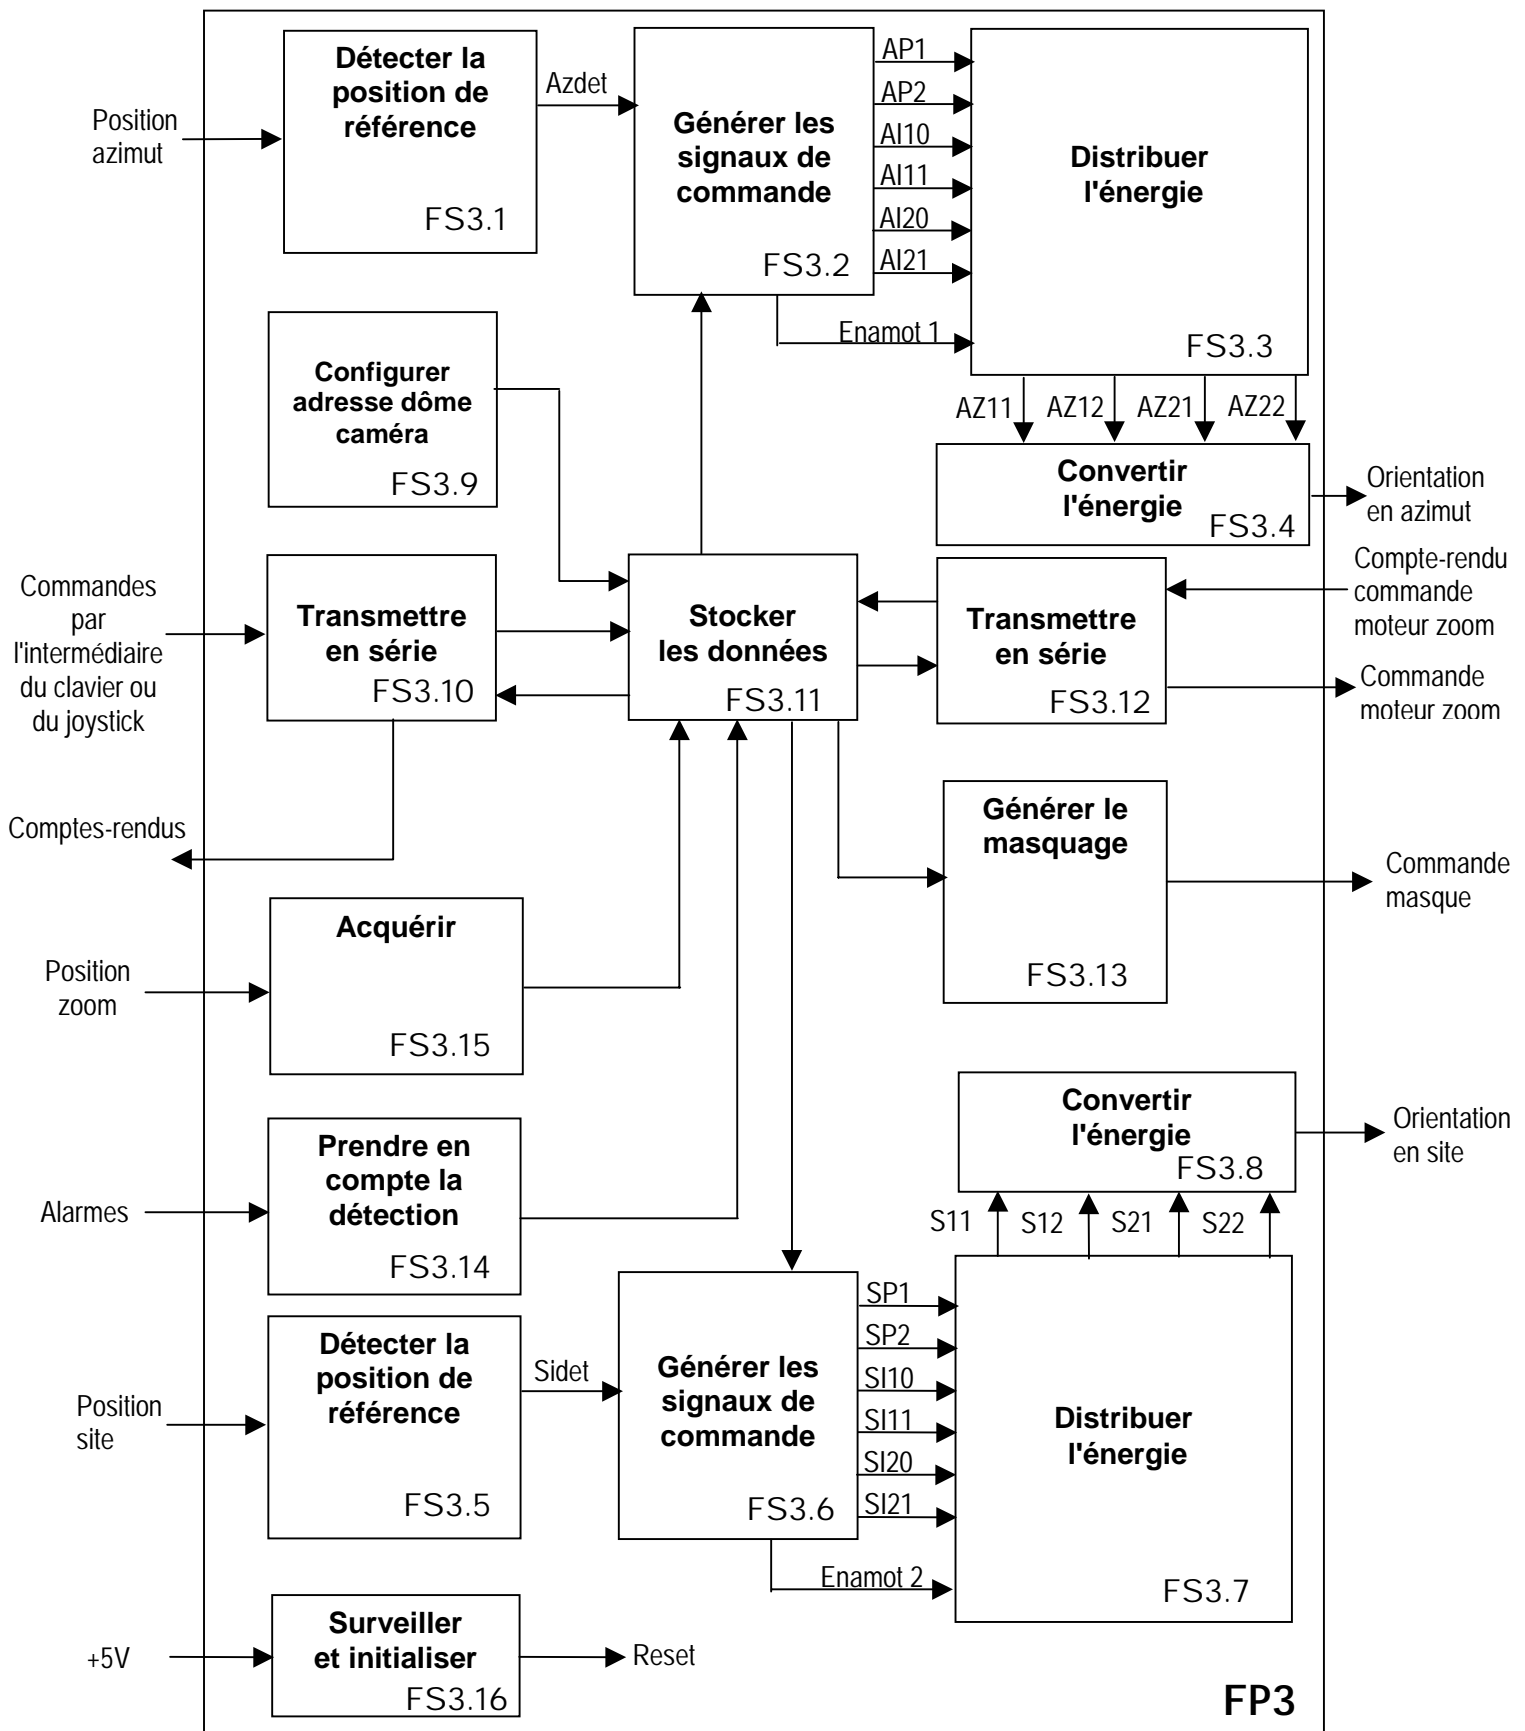 Détecter la
position de
référence
FS3.1
Position
azimut
Azdet
Générer les
signaux de
commande
FS3.2
AP1
AP2
AI10
AI11
AI20
AI21
Enamot 1
Distribuer
l'énergie
FS3.3
AZ11
AZ12
AZ21
AZ22
Configurer
adresse dôme
caméra
FS3.9
Convertir
l'énergie
FS3.4
Orientation
en azimut
Commandes
par
l'intermédiaire
du clavier ou
du joystick
Transmettre
en série
FS3.10
Stocker
les données
FS3.11
Transmettre
en série
FS3.12
Compte-rendu
commande
moteur zoom
Commande
moteur zoom
Comptes-rendus
Générer le
masquage
FS3.13
Commande
masque
Position
zoom
Acquérir
FS3.15
Convertir
l'énergie
FS3.8
Orientation
en site
Alarmes
Prendre en
compte la
détection
FS3.14
S11
S12
S21
S22
Position
site
Détecter la
position de
référence
FS3.5
Sidet
Générer les
signaux de
commande
FS3.6
SP1
SP2
SI10
SI11
SI20
SI21
Enamot 2
Distribuer
l'énergie
FS3.7
+5V
Surveiller
et initialiser
FS3.16
Reset
FP3